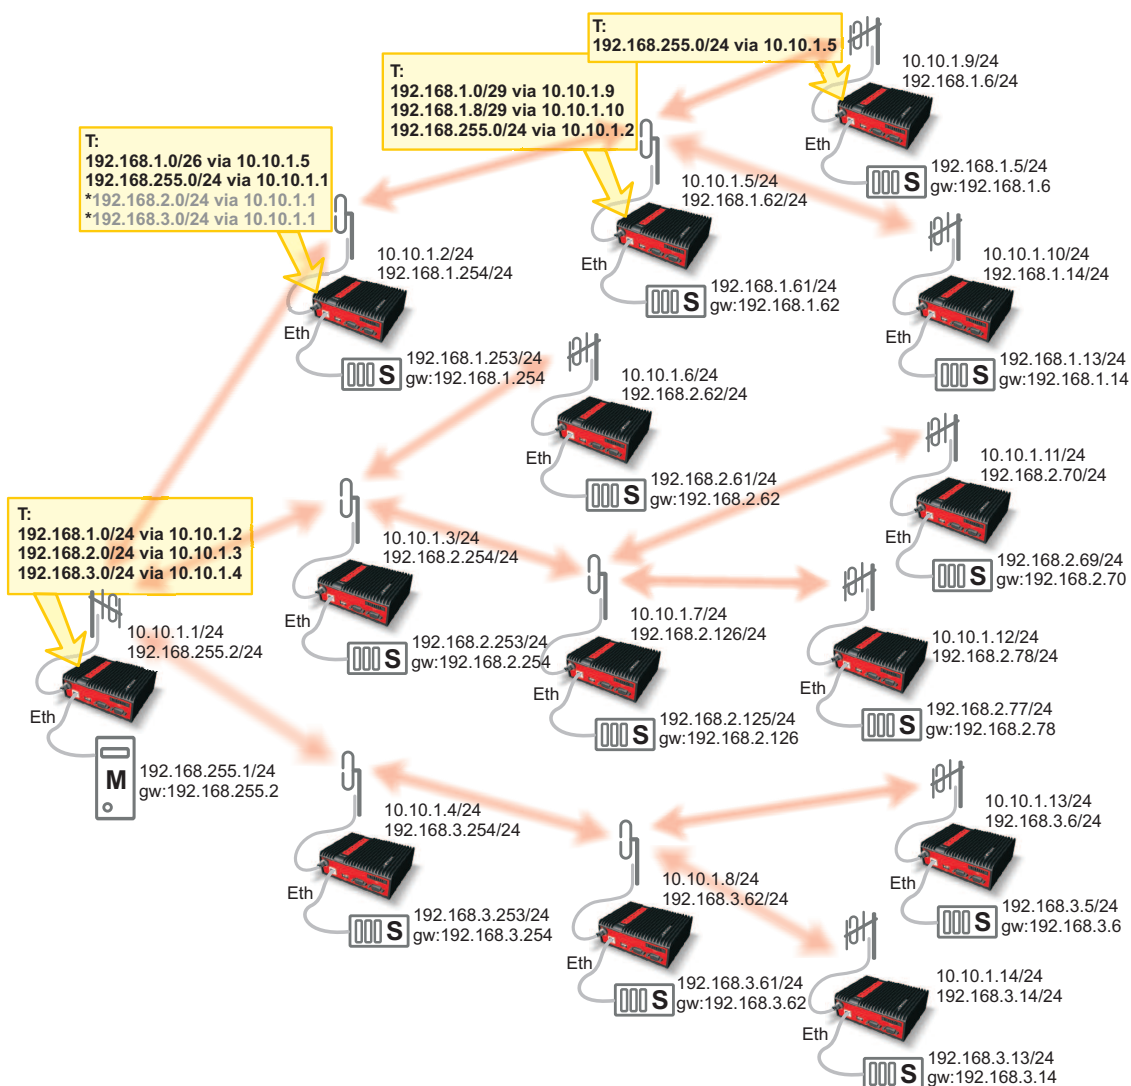 T:
192.168.255.0/24 via 10.10.1.5
10.10.1.9/24
192.168.1.6/24
Eth
S
192.168.1.5/24
gw:192.168.1.6
T:
192.168.1.0/29 via 10.10.1.9
192.168.1.8/29 via 10.10.1.10
192.168.255.0/24 via 10.10.1.2
10.10.1.5/24
192.168.1.62/24
Eth
S
192.168.1.61/24
gw:192.168.1.62
T:
192.168.1.0/26 via 10.10.1.5
192.168.255.0/24 via 10.10.1.1
*192.168.2.0/24 via 10.10.1.1
*192.168.3.0/24 via 10.10.1.1
10.10.1.2/24
192.168.1.254/24
Eth
S
192.168.1.253/24
gw:192.168.1.254
10.10.1.10/24
192.168.1.14/24
Eth
S
192.168.1.13/24
gw:192.168.1.14
10.10.1.6/24
192.168.2.62/24
Eth
S
192.168.2.61/24
gw:192.168.2.62
10.10.1.11/24
192.168.2.70/24
Eth
S
192.168.2.69/24
gw:192.168.2.70
T:
192.168.1.0/24 via 10.10.1.2
192.168.2.0/24 via 10.10.1.3
192.168.3.0/24 via 10.10.1.4
10.10.1.1/24
192.168.255.2/24
Eth
M
192.168.255.1/24
gw:192.168.255.2
10.10.1.3/24
192.168.2.254/24
Eth
S
192.168.2.253/24
gw:192.168.2.254
10.10.1.7/24
192.168.2.126/24
Eth
S
192.168.2.125/24
gw:192.168.2.126
10.10.1.12/24
192.168.2.78/24
Eth
S
192.168.2.77/24
gw:192.168.2.78
10.10.1.4/24
192.168.3.254/24
Eth
S
192.168.3.253/24
gw:192.168.3.254
10.10.1.8/24
192.168.3.62/24
Eth
S
192.168.3.61/24
gw:192.168.3.62
10.10.1.13/24
192.168.3.6/24
Eth
S
192.168.3.5/24
gw:192.168.3.6
10.10.1.14/24
192.168.3.14/24
Eth
S
192.168.3.13/24
gw:192.168.3.14